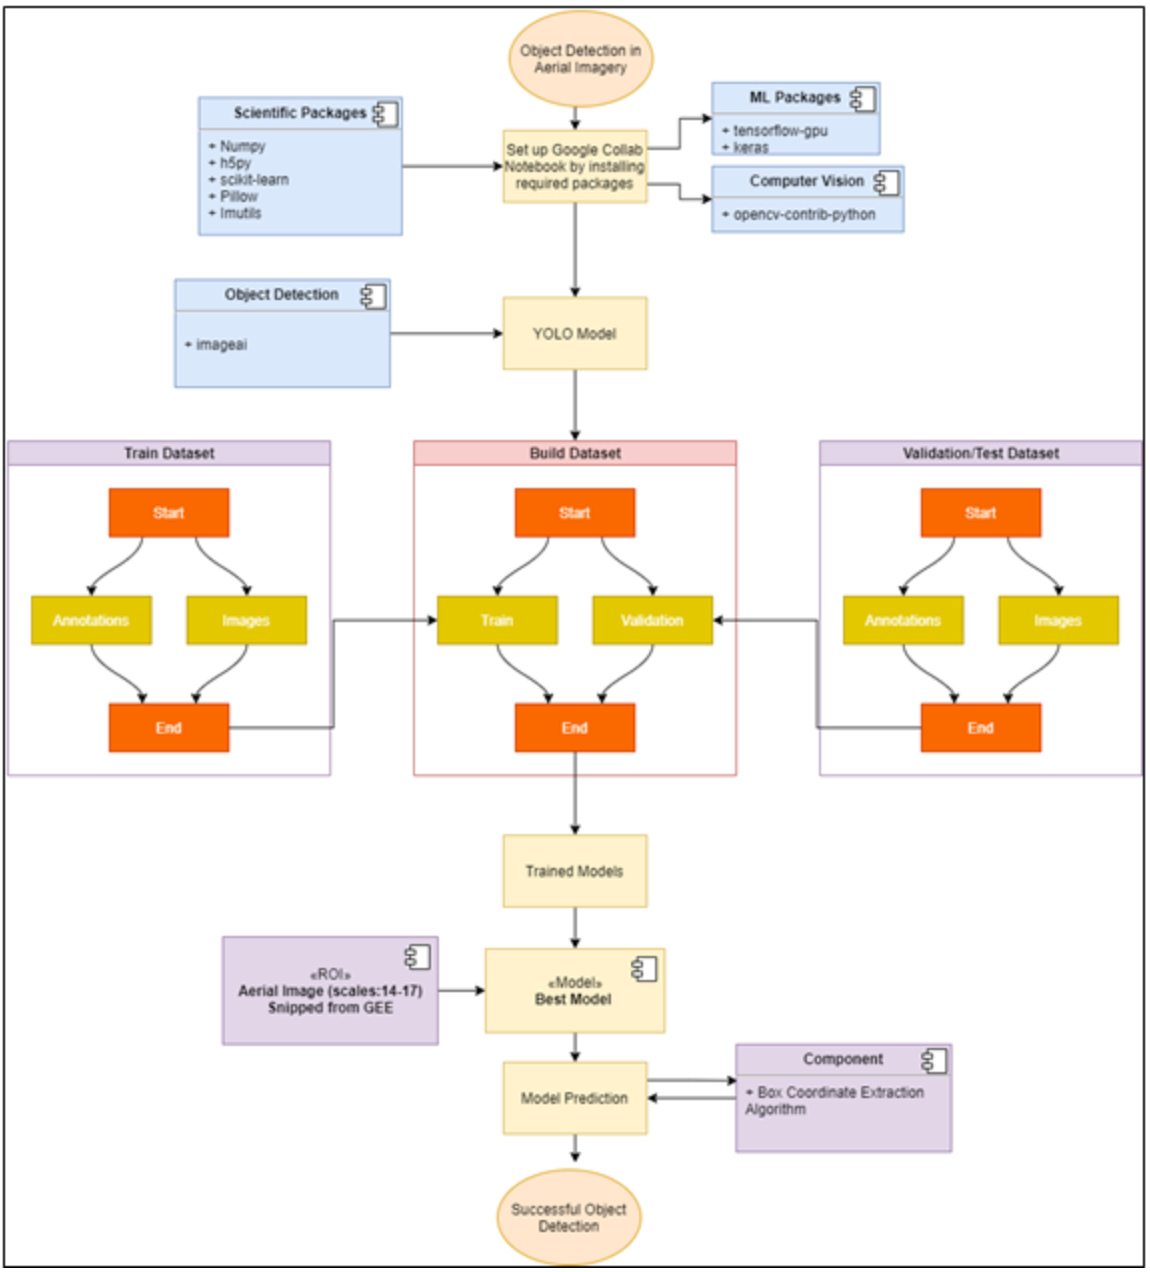 Object Detection in
Aerial Imagery
Scientific Packages
+ Numpy
+ h5py
+ scikit-learn
+ Pillow
+ Imutils
Set up Google Collab
Notebook by installing
required packages
ML Packages
+ tensorflow-gpu
+ keras
Computer Vision
+ opencv-contrib-python
Object Detection
+ imageai
YOLO Model
Train Dataset
Start
Annotations
Images
End
Build Dataset
Start
Train
Validation
End
Validation/Test Dataset
Start
Annotations
Images
End
Trained Models
«ROI»
Aerial Image (scales:14-17)
Snipped from GEE
«Model»
Best Model
Model Prediction
Component
+ Box Coordinate Extraction
Algorithm
Successful Object
Detection